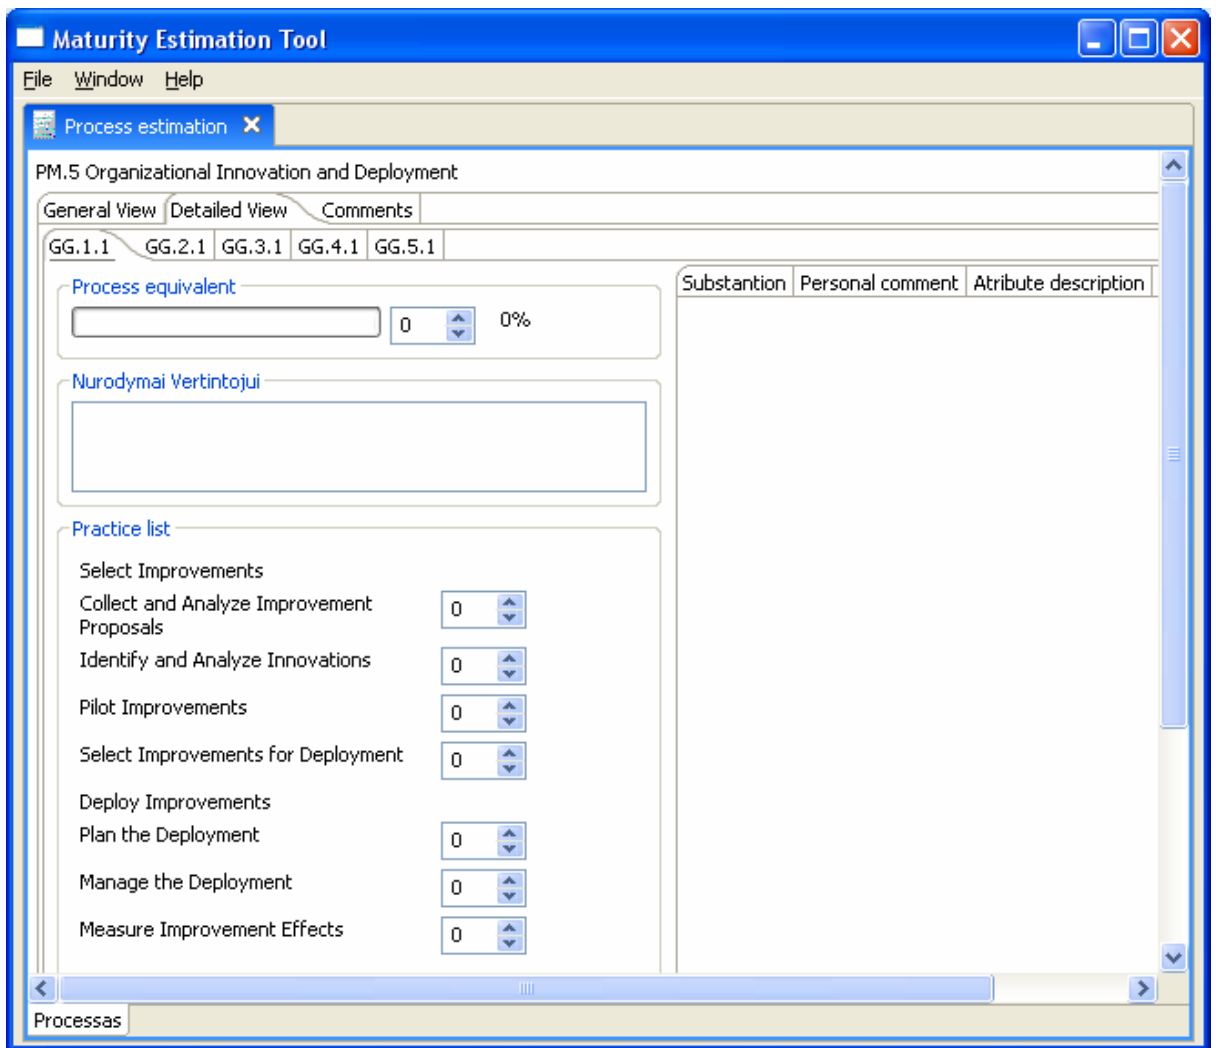 Maturity Estimation Tool
File Window Help
Process estimation
PM.5 Organizational Innovation and Deployment
General View Detailed View Comments
GG.1.1 GG.2.1 GG.3.1 GG.4.1 GG.5.1
Process equivalent
0 0%
Substantion Personal comment Atribute description
Nurodymai Vertintojui
Practice list
Select Improvements
Collect and Analyze Improvement
Proposals 0
Identify and Analyze Innovations 0
Pilot Improvements 0
Select Improvements for Deployment 0
Deploy Improvements
Plan the Deployment 0
Manage the Deployment 0
Measure Improvement Effects 0
Processas